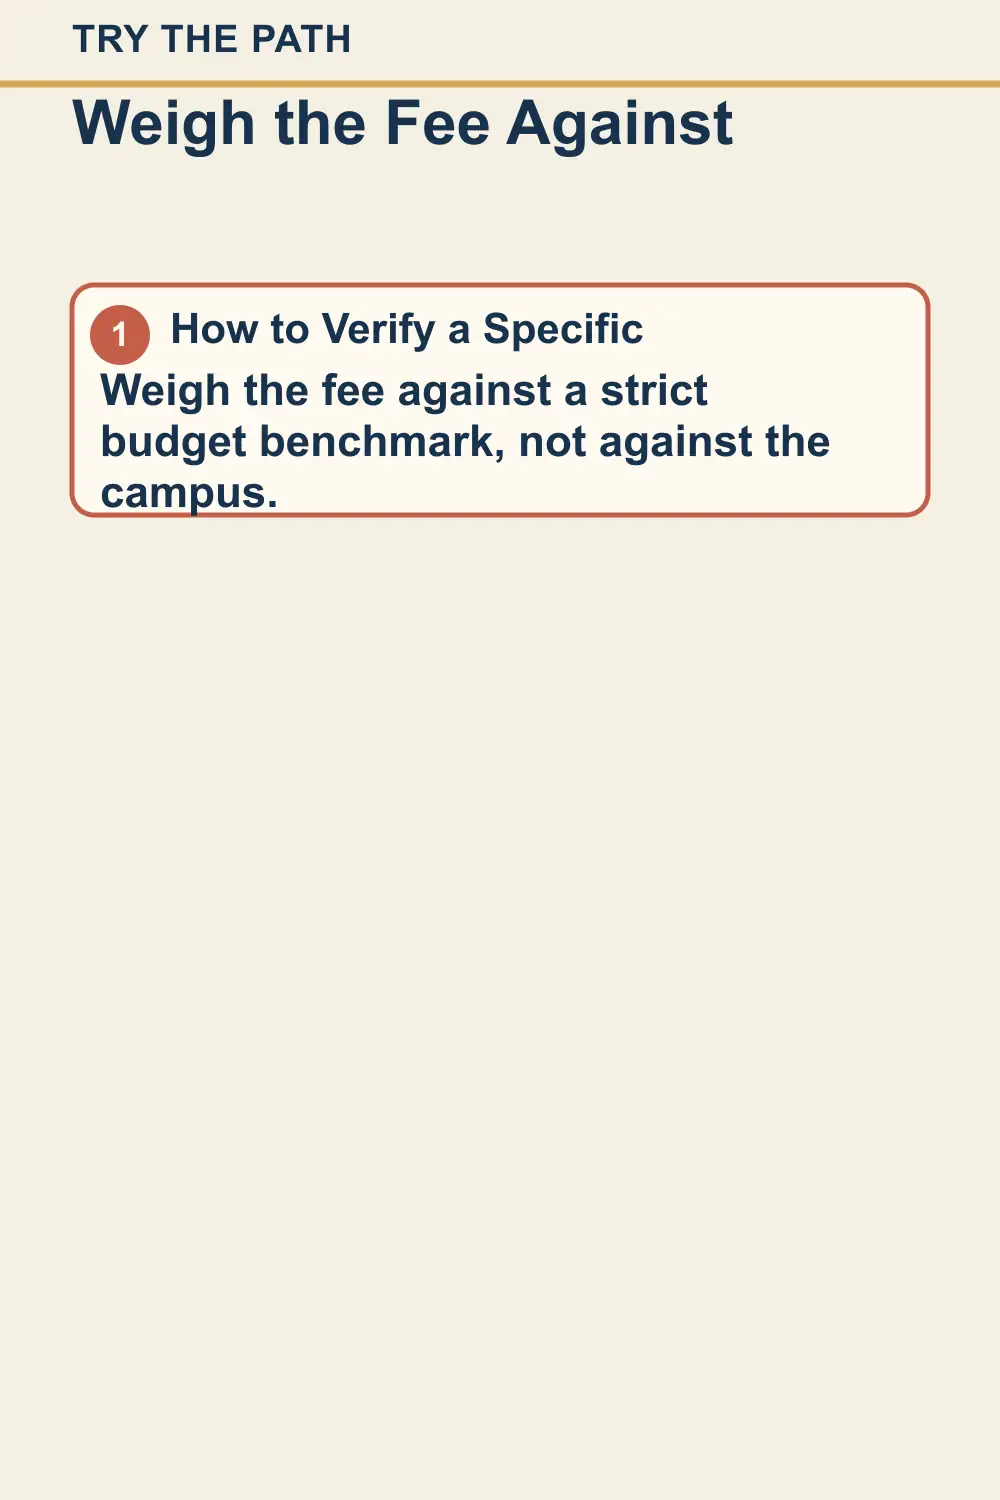 TRY THE PATH
Weigh the Fee Against
1 How to Verify a Specific
Weigh the fee against a strict
budget benchmark, not against the
campus.